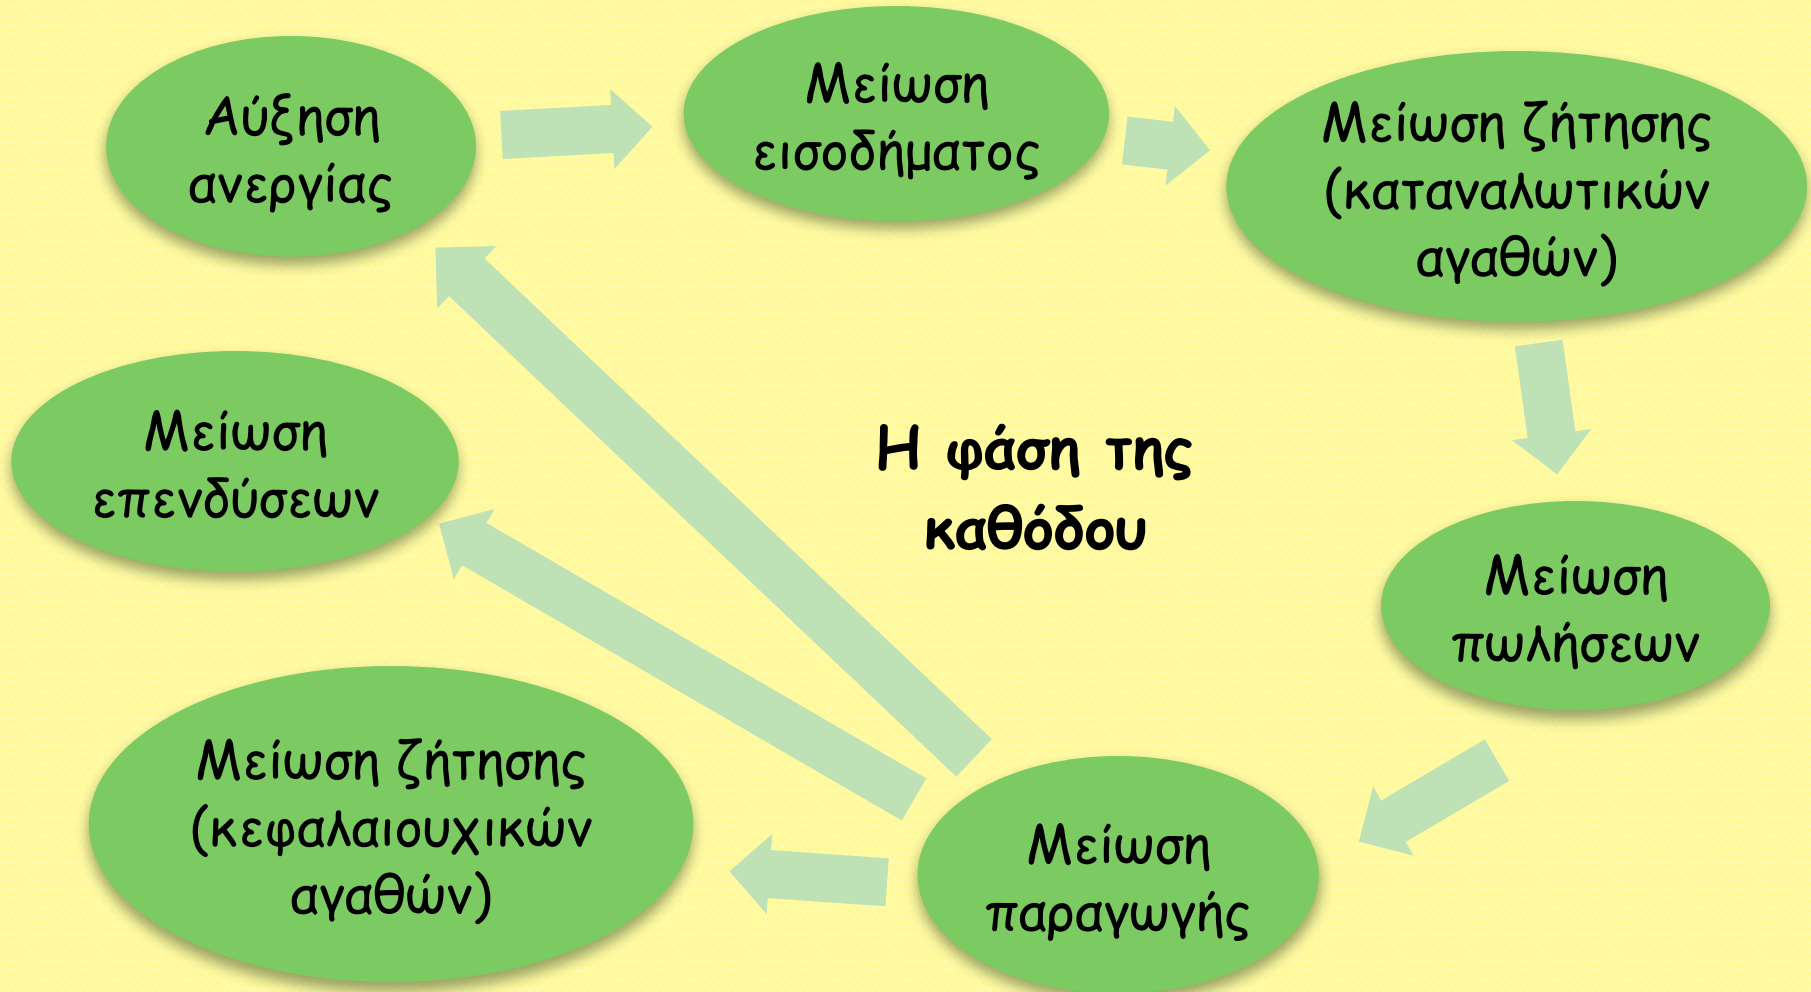 Αύξηση
ανεργίας
Μείωση
εισοδήματος
Μείωση ζήτησης
(καταναλωτικών
αγαθών)
Μείωση
επενδύσεων
Η φάση της
καθόδου
Μείωση
πωλήσεων
Μείωση ζήτησης
(κεφαλαιουχικών
αγαθών)
Μείωση
παραγωγής